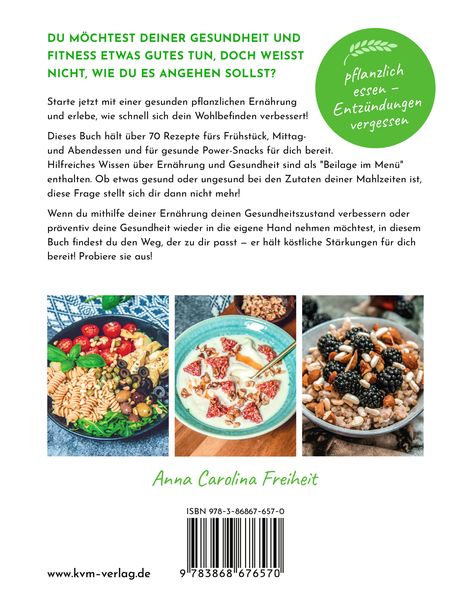 DU MÖCHTEST DEINER GESUNDHEIT UND
FITNESS ETWAS GUTES TUN, DOCH WEISST
NICHT, WIE DU ES ANGEHEN SOLLST?
pflanzlich
essen –
Entzündungen
vergessen
Starte jetzt mit einer gesunden pflanzlichen Ernährung
und erlebe, wie schnell sich dein Wohlbefinden verbessert!
Dieses Buch hält über 70 Rezepte fürs Frühstück, Mittag-
und Abendessen und für gesunde Power-Snacks für dich bereit.
Hilfreiches Wissen über Ernährung und Gesundheit sind als "Beilage im Menü"
enthalten. Ob etwas gesund oder ungesund bei den Zutaten deiner Mahlzeiten ist,
diese Frage stellt sich dir dann nicht mehr!
Wenn du mithilfe deiner Ernährung deinen Gesundheitszustand verbessern oder
präventiv deine Gesundheit wieder in die eigene Hand nehmen möchtest, in diesem
Buch findest du den Weg, der zu dir passt – er hält köstliche Stärkungen für dich
bereit! Probiere sie aus!
Anna Carolina Freiheit
ISBN 978-3-86867-657-0
www.kvm-verlag.de
9 783868 676570